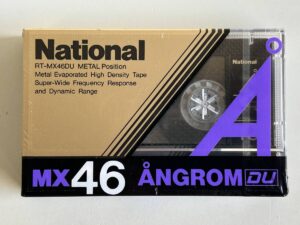 National
RT-MX46DU METAL Position
Metal Evaporated High Density Tape
Super-Wide Frequency Response
and Dynamic Range
National
Å
MX46 ÅNGROM DU